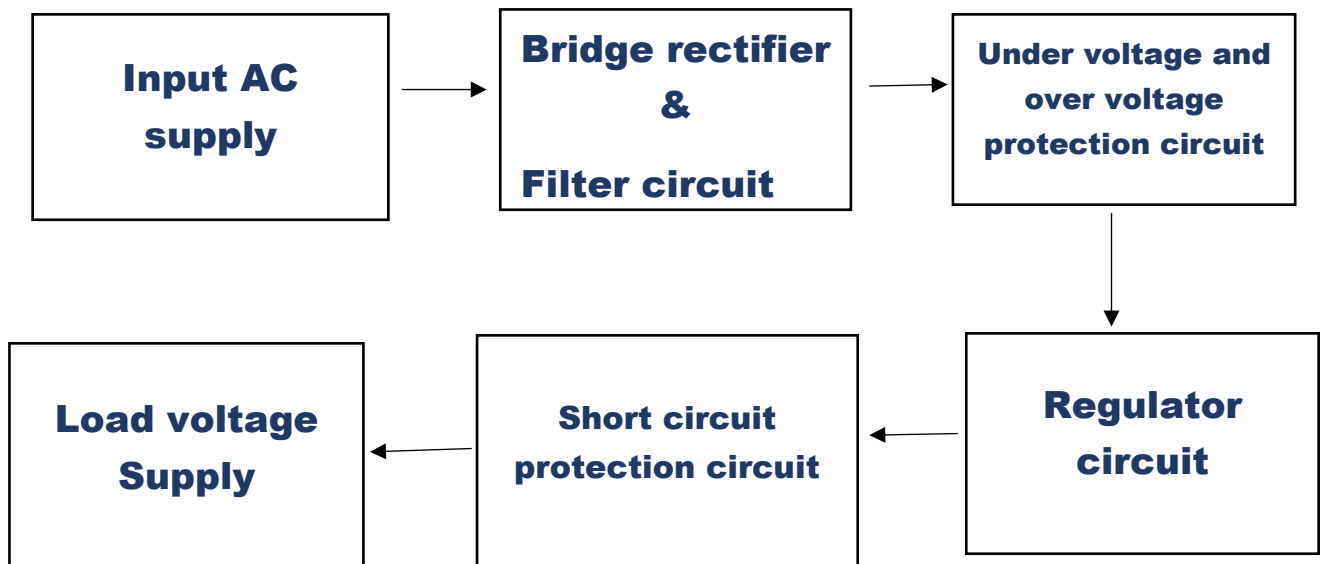 Input AC
supply
Bridge rectifier
&
Filter circuit
Under voltage and
over voltage
protection circuit
Regulator
circuit
Short circuit
protection circuit
Load voltage
Supply